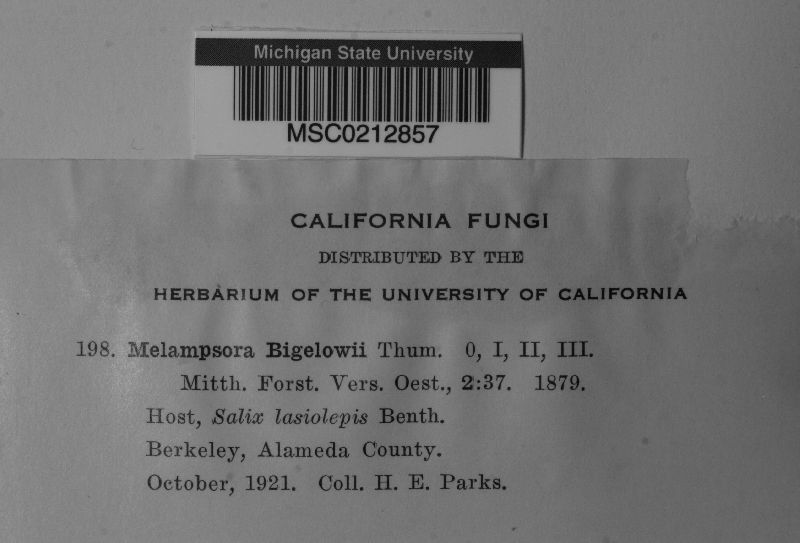 Michigan State University
MSC0212857
CALIFORNIA FUNGI
DISTRIBUTED BY THE
HERBARIUM OF THE UNIVERSITY OF CALIFORNIA
198. Melampsora Bigelowii Thum. 0, I, II, III.
Mitth. Forst. Vers. Oest., 2:37. 1879.
Host, Salix lasiolepis Benth.
Berkeley, Alameda County.
October, 1921. Coll. H. E. Parks.